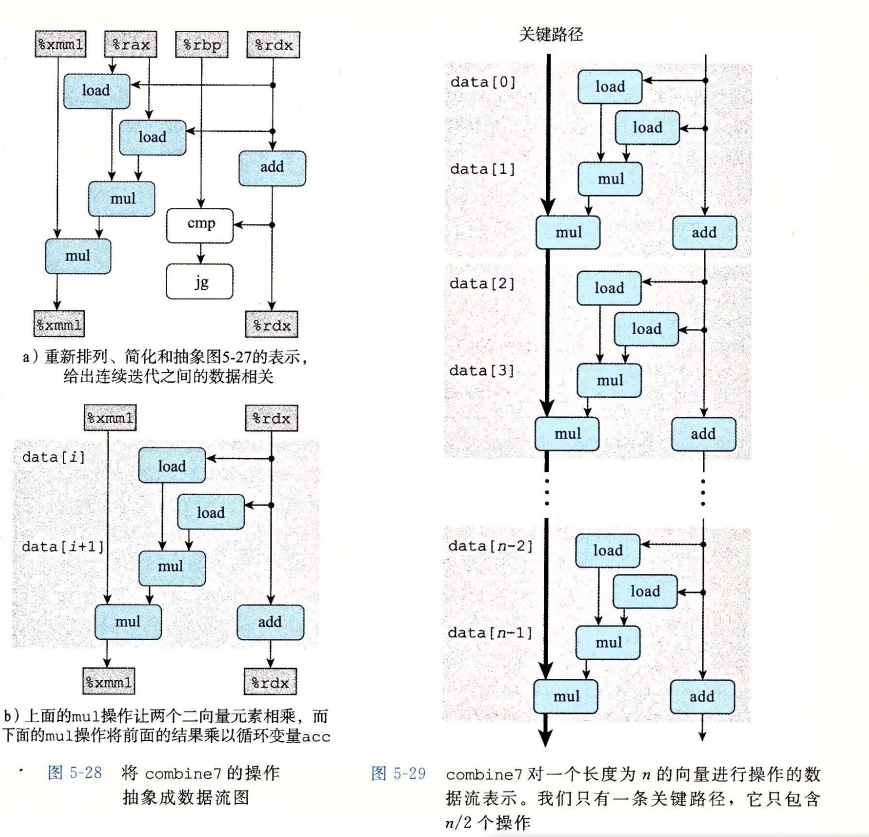 %xmm1 %rax %rbp %rdx
load
load
add
mul
cmp
mul
jg
%xmm1 %rdx
a）重新排列、简化和抽象图5-27的表示，
给出连续迭代之间的数据相关
%xmm1 %rdx
data[i]
load
load
data[i+1]
mul
mul add
%xmm1 %rdx
b）上面的mul操作让两个二向量元素相乘，而
下面的mul操作将前面的结果乘以循环变量acc
图 5-28 将 combine7 的操作
抽象成数据流图
关键路径
data[0]
load
load
data[1]
mul
mul add
data[2]
load
load
data[3]
mul
mul add
data[n-2]
load
load
data[n-1]
mul
mul add
图 5-29 combine7 对一个长度为 n 的向量进行操作的数
据流表示。我们只有一条关键路径，它只包含
n/2 个操作